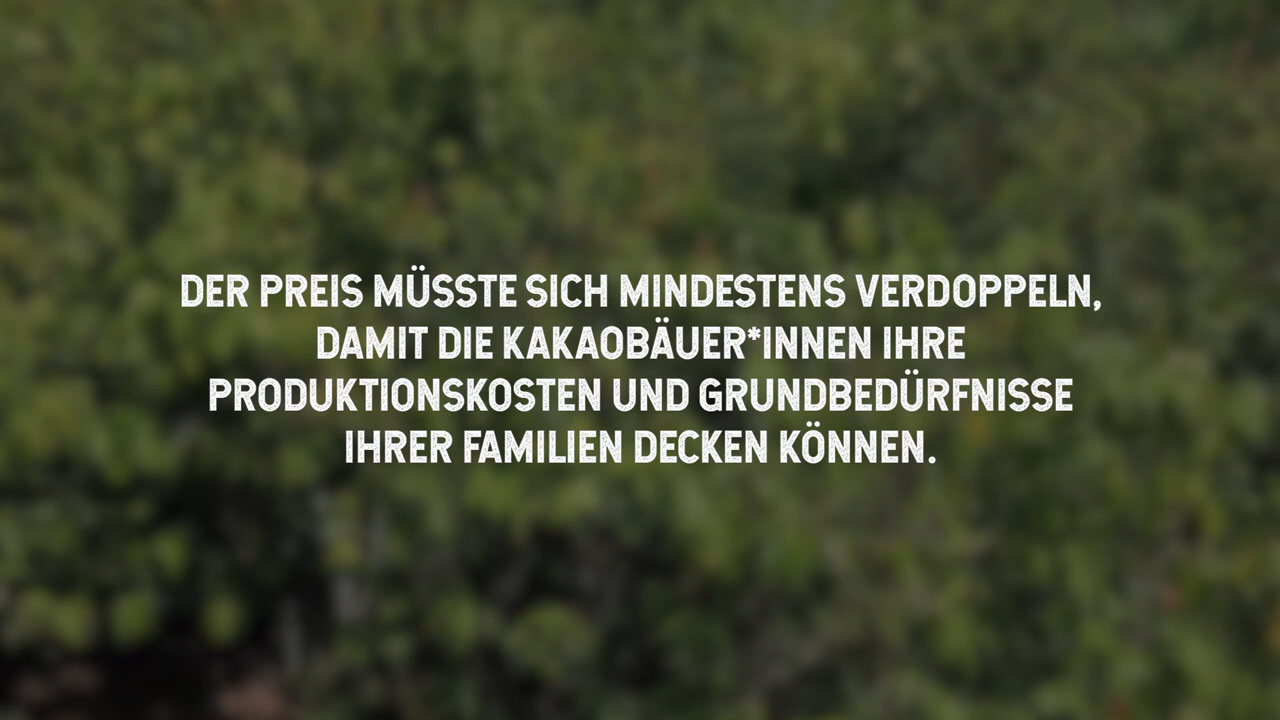 DER PREIS MÜSSTE SICH MINDESTENS VERDOPPELN,
DAMIT DIE KAKAOBÄUER*INNEN IHRE
PRODUKTIONSKOSTEN UND GRUNDBEDÜRFNISSE
IHRER FAMILIEN DECKEN KÖNNEN.